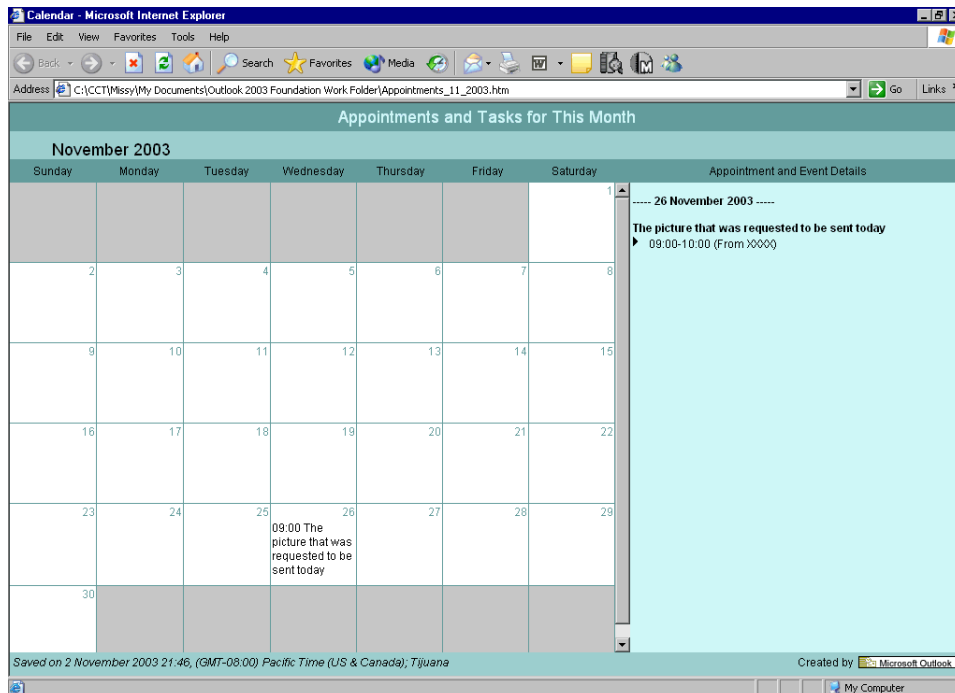 Calendar - Microsoft Internet Explorer
File Edit View Favorites Tools Help
Back Search Favorites Media
Address C:\CCT\Missy\My Documents\Outlook 2003 Foundation Work Folder\Appointments_11_2003.htm Go Links
Appointments and Tasks for This Month
November 2003
Sunday Monday Tuesday Wednesday Thursday Friday Saturday Appointment and Event Details
1
----- 26 November 2003 -----
The picture that was requested to be sent today
09:00-10:00 (From XXXX)
2 3 4 5 6 7 8
9 10 11 12 13 14 15
16 17 18 19 20 21 22
23 24 25 26 27 28 29
09:00 The
picture that was
requested to be
sent today
30
Saved on 2 November 2003 21:46, (GMT-08:00) Pacific Time (US & Canada); Tijuana
Created by Microsoft Outlook
My Computer